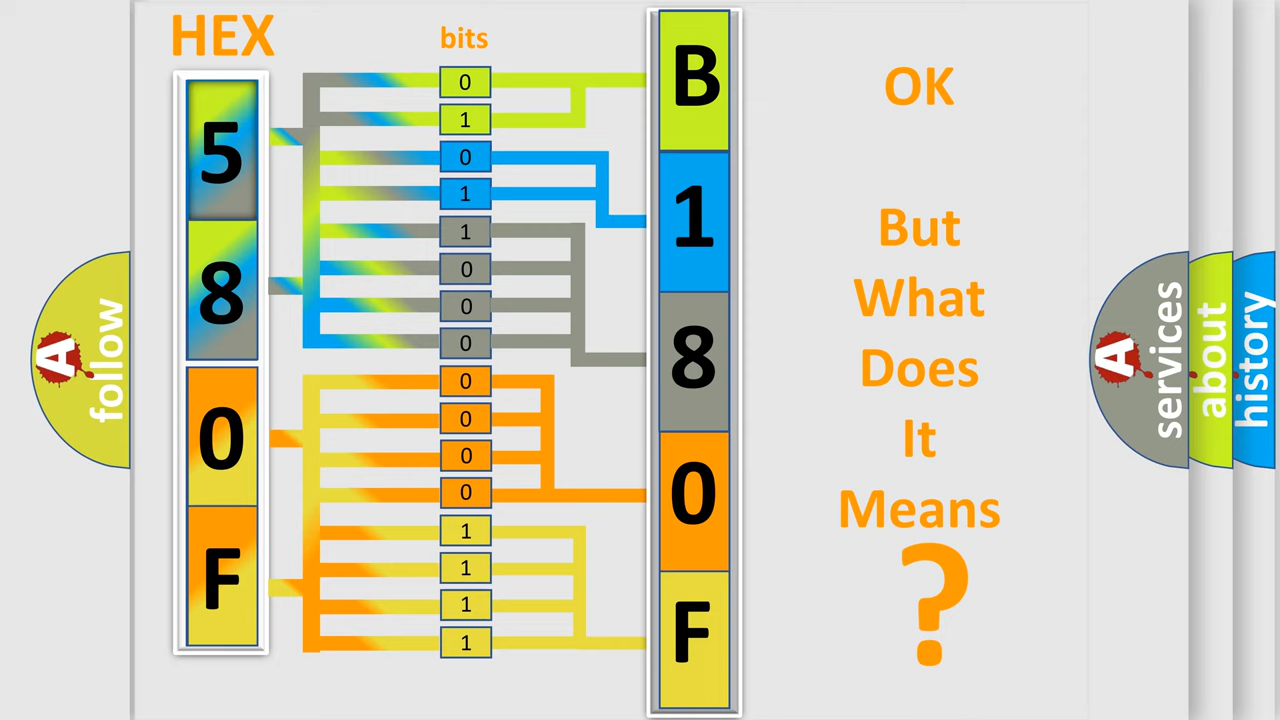 HEX
bits
5
8
0
F
0
1
0
1
1
0
0
0
0
0
0
0
1
1
1
1
B
1
8
0
F
OK
But
What
Does
It
Means
?
A
follow
A
services
about
history